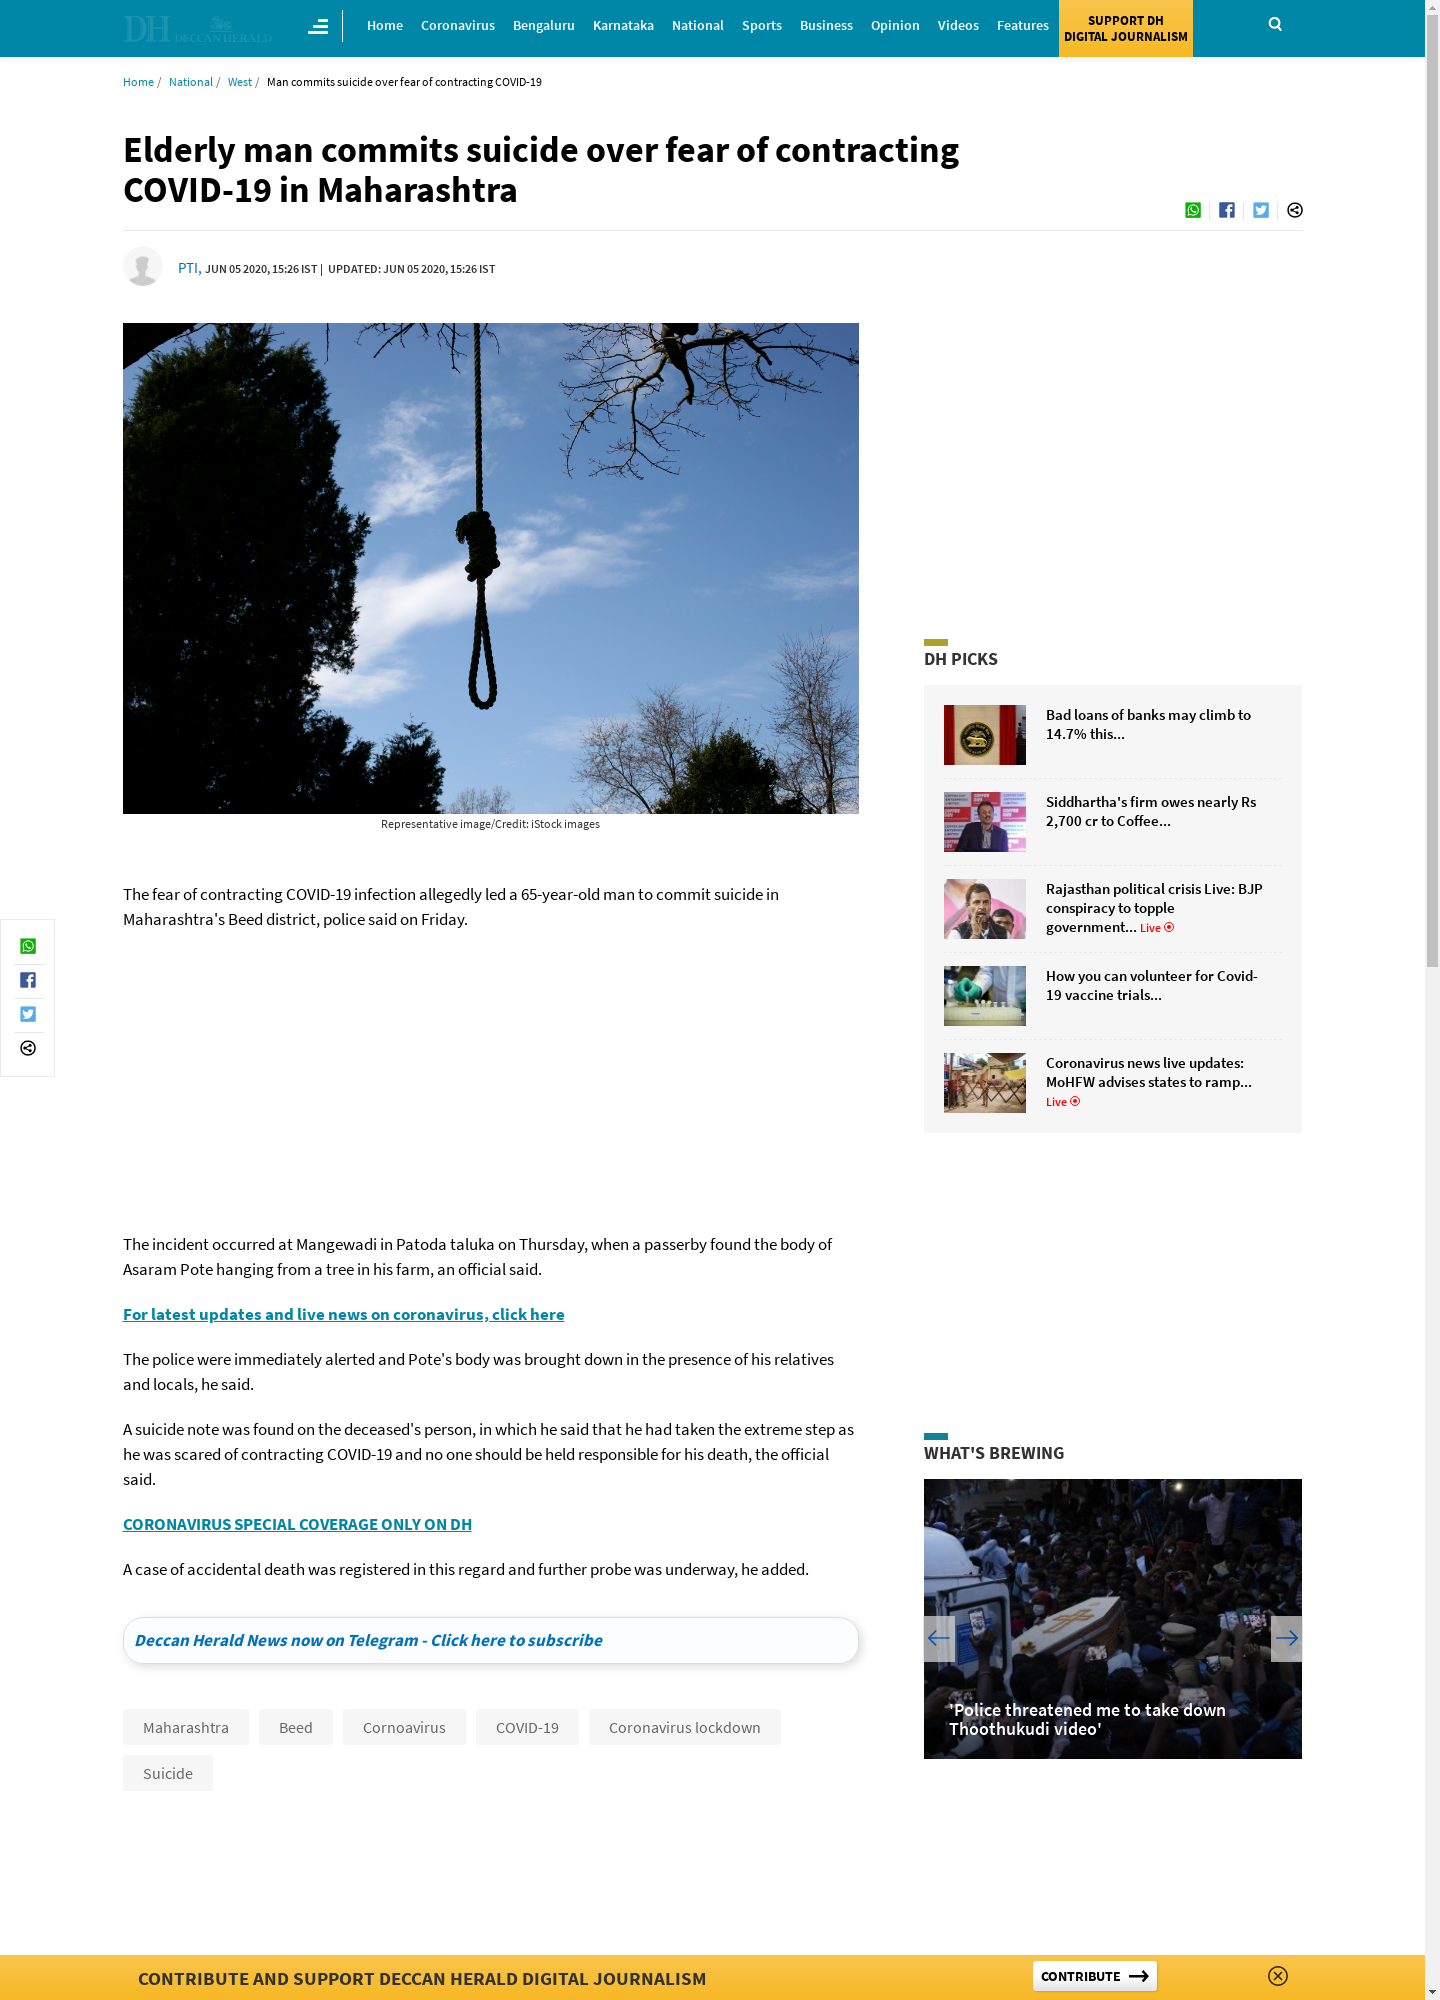 DH DECCAN HERALD
Home Coronavirus Bengaluru Karnataka National Sports Business Opinion Videos Features
SUPPORT DH
DIGITAL JOURNALISM
Home / National / West / Man commits suicide over fear of contracting COVID-19
Elderly man commits suicide over fear of contracting
COVID-19 in Maharashtra
PTI, JUN 05 2020, 15:26 IST | UPDATED: JUN 05 2020, 15:26 IST
Representative image/Credit: iStock images
The fear of contracting COVID-19 infection allegedly led a 65-year-old man to commit suicide in
Maharashtra's Beed district, police said on Friday.
The incident occurred at Mangewadi in Patoda taluka on Thursday, when a passerby found the body of
Asaram Pote hanging from a tree in his farm, an official said.
For latest updates and live news on coronavirus, click here
The police were immediately alerted and Pote's body was brought down in the presence of his relatives
and locals, he said.
A suicide note was found on the deceased's person, in which he said that he had taken the extreme step as
he was scared of contracting COVID-19 and no one should be held responsible for his death, the official
said.
CORONAVIRUS SPECIAL COVERAGE ONLY ON DH
A case of accidental death was registered in this regard and further probe was underway, he added.
Deccan Herald News now on Telegram - Click here to subscribe
Maharashtra Beed Cornoavirus COVID-19 Coronavirus lockdown
Suicide
DH PICKS
Bad loans of banks may climb to
14.7% this...
Siddhartha's firm owes nearly Rs
2,700 cr to Coffee...
Rajasthan political crisis Live: BJP
conspiracy to topple
government... Live
How you can volunteer for Covid-
19 vaccine trials...
Coronavirus news live updates:
MoHFW advises states to ramp...
Live
WHAT'S BREWING
'Police threatened me to take down
Thoothukudi video'
CONTRIBUTE AND SUPPORT DECCAN HERALD DIGITAL JOURNALISM
CONTRIBUTE